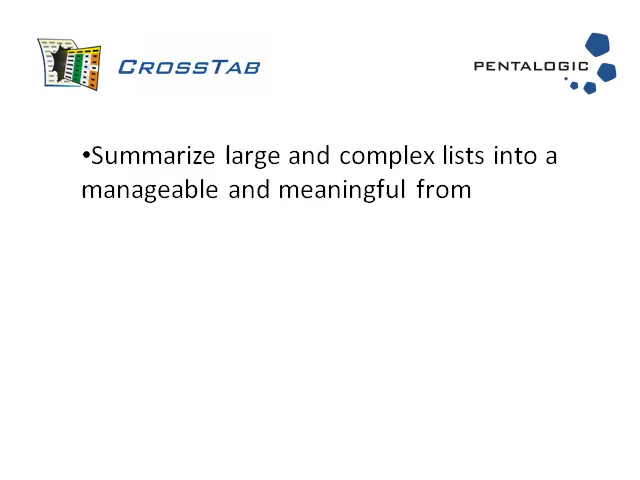 CROSSTAB
PENTALOGIC
•Summarize large and complex lists into a
manageable and meaningful from